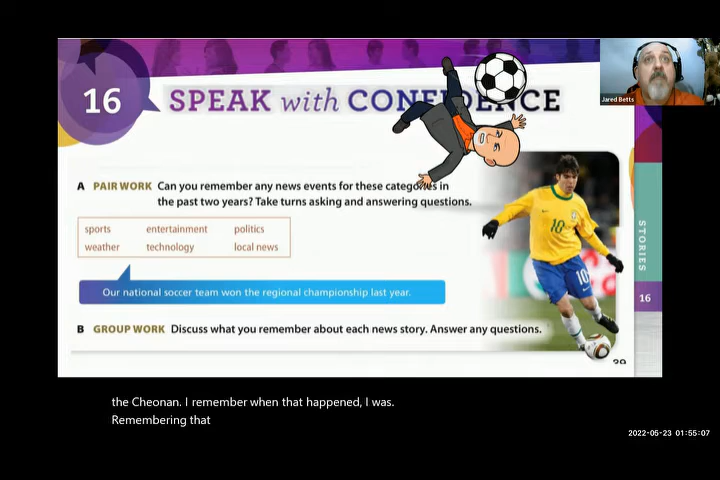 16 SPEAK with CONFIDENCE
Jared Betts
A PAIR WORK Can you remember any news events for these categories in
the past two years? Take turns asking and answering questions.
sports entertainment politics
weather technology local news
Our national soccer team won the regional championship last year.
B GROUP WORK Discuss what you remember about each news story. Answer any questions.
STORIES
16
10
10
29
the Cheonan. I remember when that happened, I was.
Remembering that
2022-05-23 01:55:07